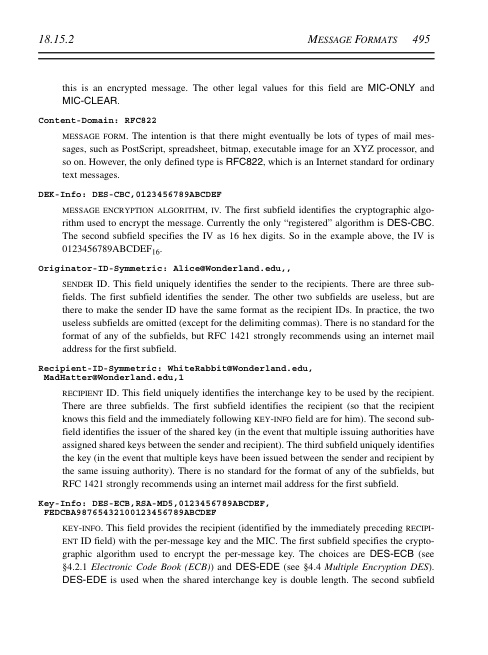 18.15.2 MESSAGE FORMATS 495
this is an encrypted message. The other legal values for this field are MIC-ONLY and
MIC-CLEAR.
Content-Domain: RFC822
MESSAGE FORM. The intention is that there might eventually be lots of types of mail mes-
sages, such as PostScript, spreadsheet, bitmap, executable image for an XYZ processor, and
so on. However, the only defined type is RFC822, which is an Internet standard for ordinary
text messages.
DEK-Info: DES-CBC,0123456789ABCDEF
MESSAGE ENCRYPTION ALGORITHM, IV. The first subfield identifies the cryptographic algo-
rithm used to encrypt the message. Currently the only “registered” algorithm is DES-CBC.
The second subfield specifies the IV as 16 hex digits. So in the example above, the IV is
0123456789ABCDEF16.
Originator-ID-Symmetric: Alice@Wonderland.edu,,
SENDER ID. This field uniquely identifies the sender to the recipients. There are three sub-
fields. The first subfield identifies the sender. The other two subfields are useless, but are
there to make the sender ID have the same format as the recipient IDs. In practice, the two
useless subfields are omitted (except for the delimiting commas). There is no standard for the
format of any of the subfields, but RFC 1421 strongly recommends using an internet mail
address for the first subfield.
Recipient-ID-Symmetric: WhiteRabbit@Wonderland.edu,
MadHatter@Wonderland.edu,1
RECIPIENT ID. This field uniquely identifies the interchange key to be used by the recipient.
There are three subfields. The first subfield identifies the recipient (so that the recipient
knows this field and the immediately following KEY-INFO field are for him). The second sub-
field identifies the issuer of the shared key (in the event that multiple issuing authorities have
assigned shared keys between the sender and recipient). The third subfield uniquely identifies
the key (in the event that multiple keys have been issued between the sender and recipient by
the same issuing authority). There is no standard for the format of any of the subfields, but
RFC 1421 strongly recommends using an internet mail address for the first subfield.
Key-Info: DES-ECB,RSA-MD5,0123456789ABCDEF,
FEDCBA98765432100123456789ABCDEF
KEY-INFO. This field provides the recipient (identified by the immediately preceding RECIPI-
ENT ID field) with the per-message key and the MIC. The first subfield specifies the crypto-
graphic algorithm used to encrypt the per-message key. The choices are DES-ECB (see
§4.2.1 Electronic Code Book (ECB)) and DES-EDE (see §4.4 Multiple Encryption DES).
DES-EDE is used when the shared interchange key is double length. The second subfield